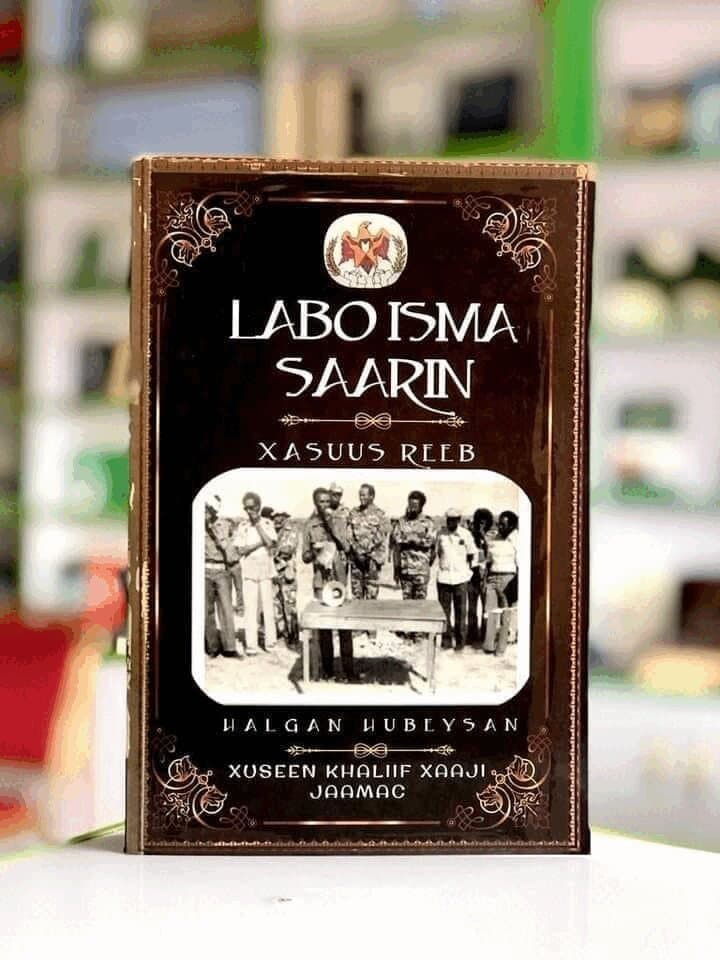 LABO ISMA
SAARIN
XASUUS REEB
HALGAN HUBEYSAN
XUSEEN KHALIIF XAAJI
JAAMAC